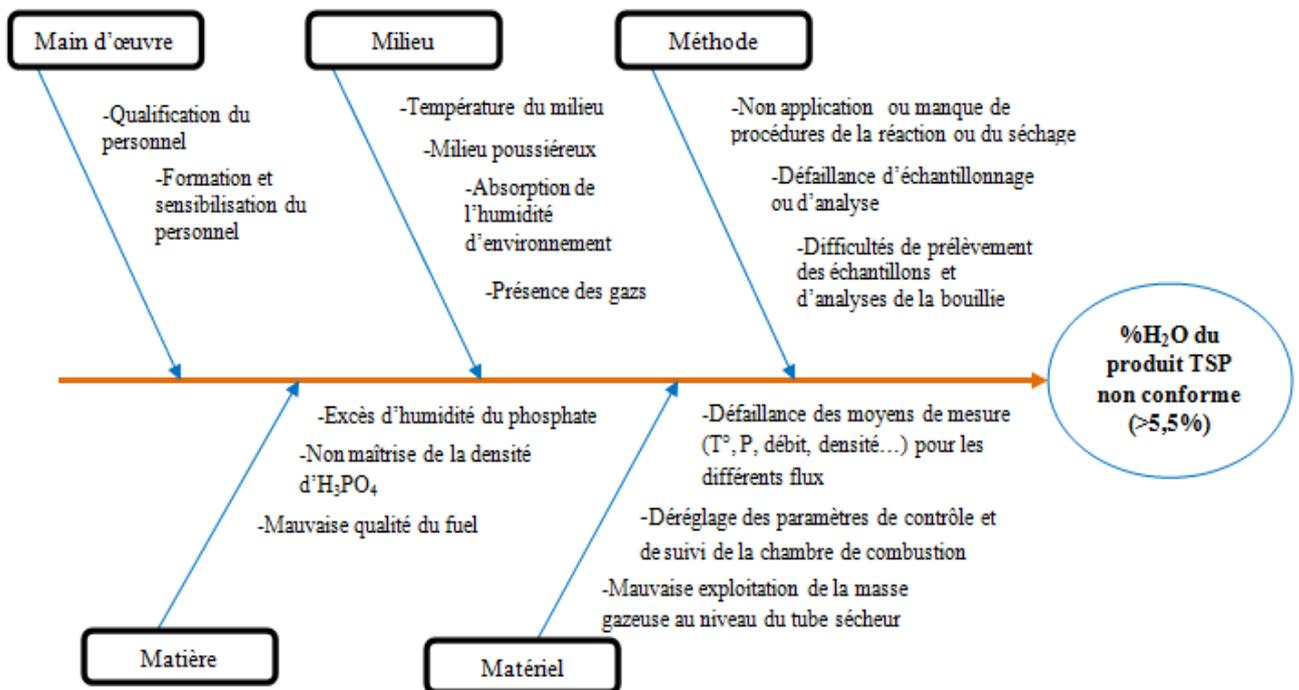 Main d'œuvre
Milieu
Méthode
-Qualification du
personnel
-Formation et
sensibilisation du
personnel
-Température du milieu
-Milieu poussiéreux
-Absorption de
l'humidité
d'environnement
-Présence des gazs
-Non application ou manque de
procédures de la réaction ou du séchage
-Défaillance d'échantillonnage
ou d'analyse
-Difficultés de prélèvement
des échantillons et
d'analyses de la bouillie
%H₂O du
produit TSP
non conforme
(>5,5%)
-Excès d'humidité du phosphate
-Non maîtrise de la densité
d'H₃PO₄
-Mauvaise qualité du fuel
-Défaillance des moyens de mesure
(T°, P, débit, densité…) pour les
différents flux
-Déréglage des paramètres de contrôle et
de suivi de la chambre de combustion
-Mauvaise exploitation de la masse
gazeuse au niveau du tube sécheur
Matière
Matériel